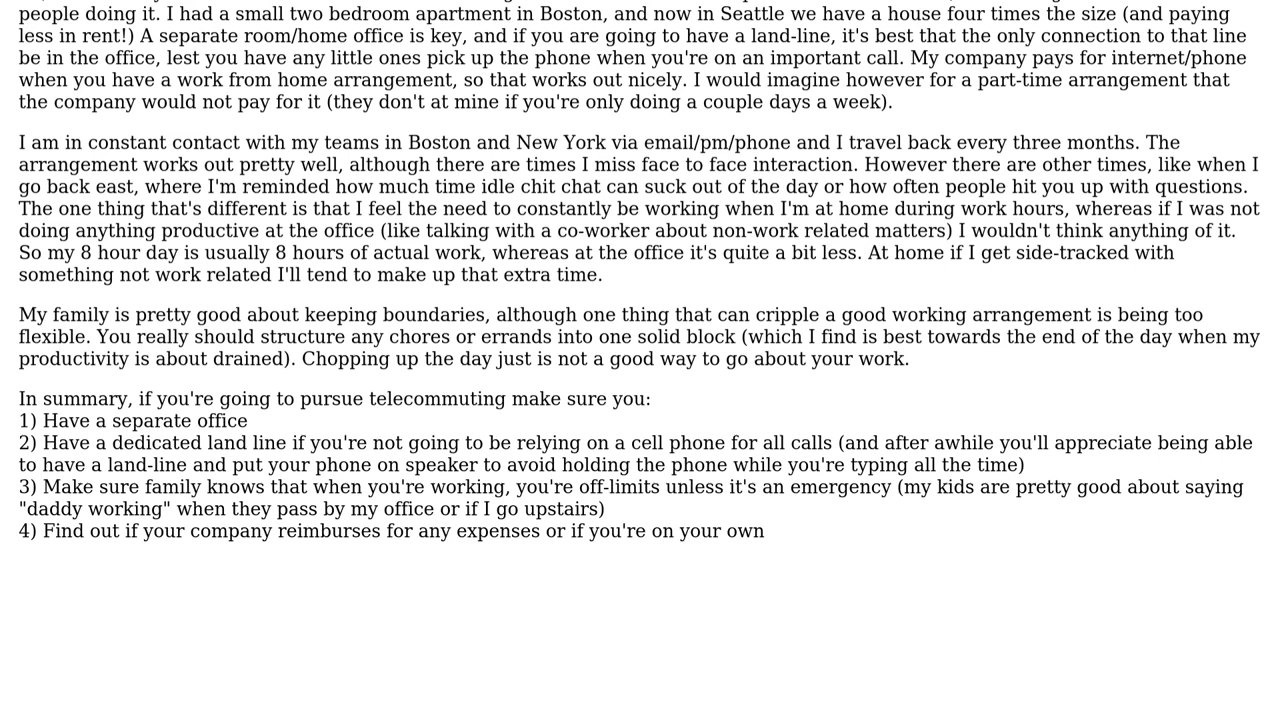 people doing it. I had a small two bedroom apartment in Boston, and now in Seattle we have a house four times the size (and paying
less in rent!) A separate room/home office is key, and if you are going to have a land-line, it's best that the only connection to that line
be in the office, lest you have any little ones pick up the phone when you're on an important call. My company pays for internet/phone
when you have a work from home arrangement, so that works out nicely. I would imagine however for a part-time arrangement that
the company would not pay for it (they don't at mine if you're only doing a couple days a week).
I am in constant contact with my teams in Boston and New York via email/pm/phone and I travel back every three months. The
arrangement works out pretty well, although there are times I miss face to face interaction. However there are other times, like when I
go back east, where I'm reminded how much time idle chit chat can suck out of the day or how often people hit you up with questions.
The one thing that's different is that I feel the need to constantly be working when I'm at home during work hours, whereas if I was not
doing anything productive at the office (like talking with a co-worker about non-work related matters) I wouldn't think anything of it.
So my 8 hour day is usually 8 hours of actual work, whereas at the office it's quite a bit less. At home if I get side-tracked with
something not work related I'll tend to make up that extra time.
My family is pretty good about keeping boundaries, although one thing that can cripple a good working arrangement is being too
flexible. You really should structure any chores or errands into one solid block (which I find is best towards the end of the day when my
productivity is about drained). Chopping up the day just is not a good way to go about your work.
In summary, if you're going to pursue telecommuting make sure you:
1) Have a separate office
2) Have a dedicated land line if you're not going to be relying on a cell phone for all calls (and after awhile you'll appreciate being able
to have a land-line and put your phone on speaker to avoid holding the phone while you're typing all the time)
3) Make sure family knows that when you're working, you're off-limits unless it's an emergency (my kids are pretty good about saying
"daddy working" when they pass by my office or if I go upstairs)
4) Find out if your company reimburses for any expenses or if you're on your own